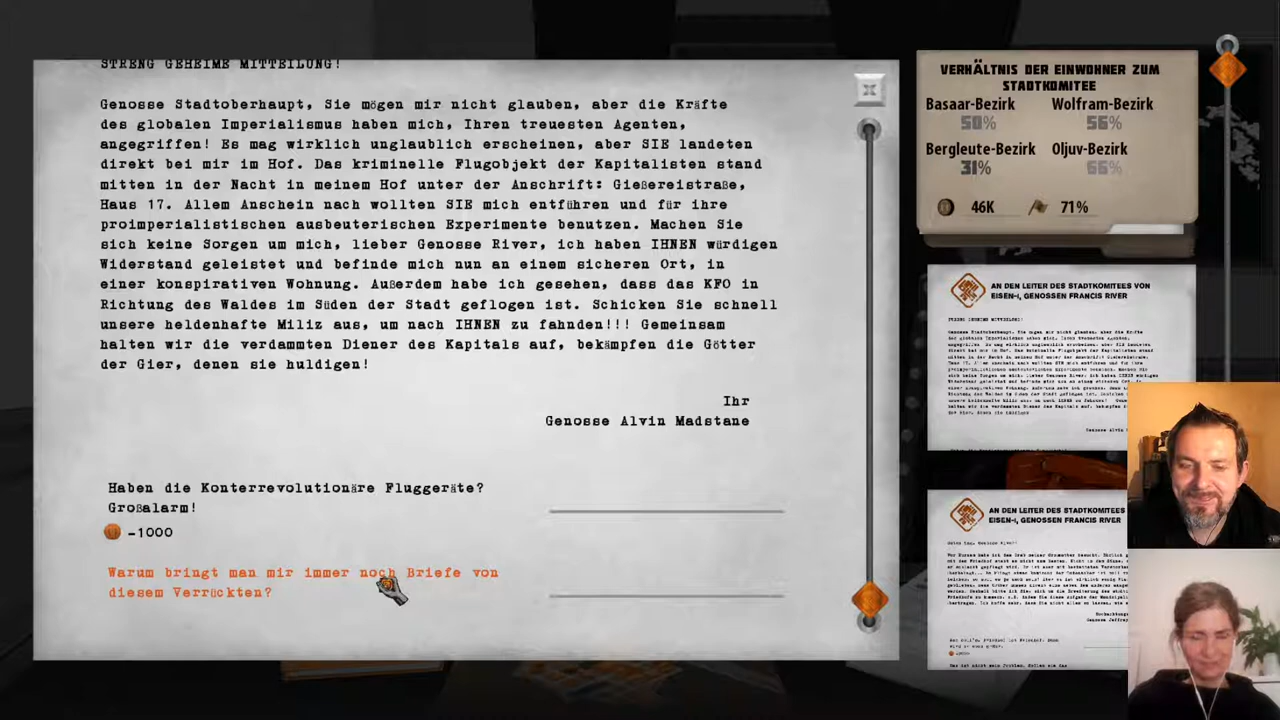 STRENG GEHEIME MITTEILUNG!
Genosse Stadtoberhaupt, Sie mögen mir nicht glauben, aber die Kräfte
des globalen Imperialismus haben mich, Ihren treuesten Agenten,
angegriffen! Es mag wirklich unglaublich erscheinen, aber SIE landeten
direkt bei mir im Hof. Das kriminelle Flugobjekt der Kapitalisten stand
mitten in der Nacht in meinem Hof unter der Anschrift: Gießereistraße,
Haus 17. Allem Anschein nach wollten SIE mich entführen und für ihre
proimperialistischen ausbeuterischen Experimente benutzen. Machen Sie
sich keine Sorgen um mich, lieber Genosse River, ich haben IHNEN würdigen
Widerstand geleistet und befinde mich nun an einem sicheren Ort, in
einer konspirativen Wohnung. Außerdem habe ich gesehen, dass das KFO in
Richtung des Waldes im Süden der Stadt geflogen ist. Schicken Sie schnell
unsere heldenhafte Miliz aus, um nach IHNEN zu fahnden!!! Gemeinsam
halten wir die verdammten Diener des Kapitals auf, bekämpfen die Götter
der Gier, denen sie huldigen!
Ihr
Genosse Alvin Madstane
Haben die Konterrevolutionäre Fluggeräte?
Großalarm!
-1000
Warum bringt man mir immer noch Briefe von
diesem Verrückten?
VERHÄLTNIS DER EINWOHNER ZUM
STADTKOMITEE
Basaar-Bezirk Wolfram-Bezirk
50% 56%
Bergleute-Bezirk Oljuv-Bezirk
31% 66%
46K 71%
AN DEN LEITER DES STADTKOMITEES VON
EISEN-1, GENOSSEN FRANCIS RIVER
AN DEN LEITER DES STADTKOMITEES
EISEN-1, GENOSSEN FRANCIS RIVER